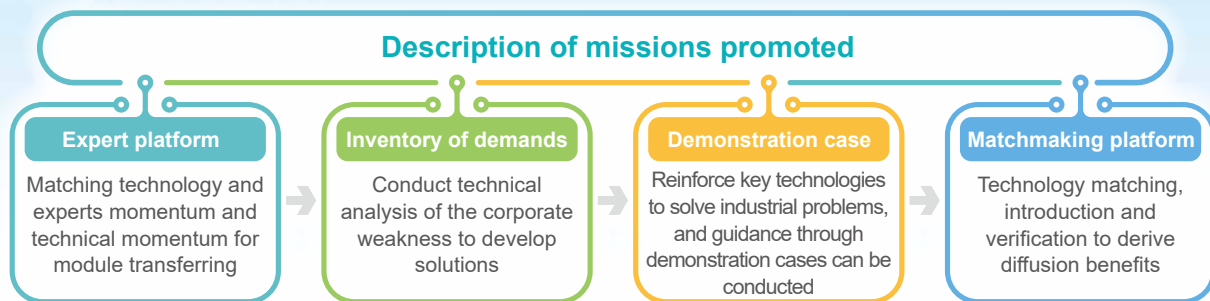 Description of missions promoted
Expert platform
Matching technology and
experts momentum and
technical momentum for
module transferring
Inventory of demands
Conduct technical
analysis of the corporate
weakness to develop
solutions
Demonstration case
Reinforce key technologies
to solve industrial problems,
and guidance through
demonstration cases can be
conducted
Matchmaking platform
Technology matching,
introduction and
verification to derive
diffusion benefits